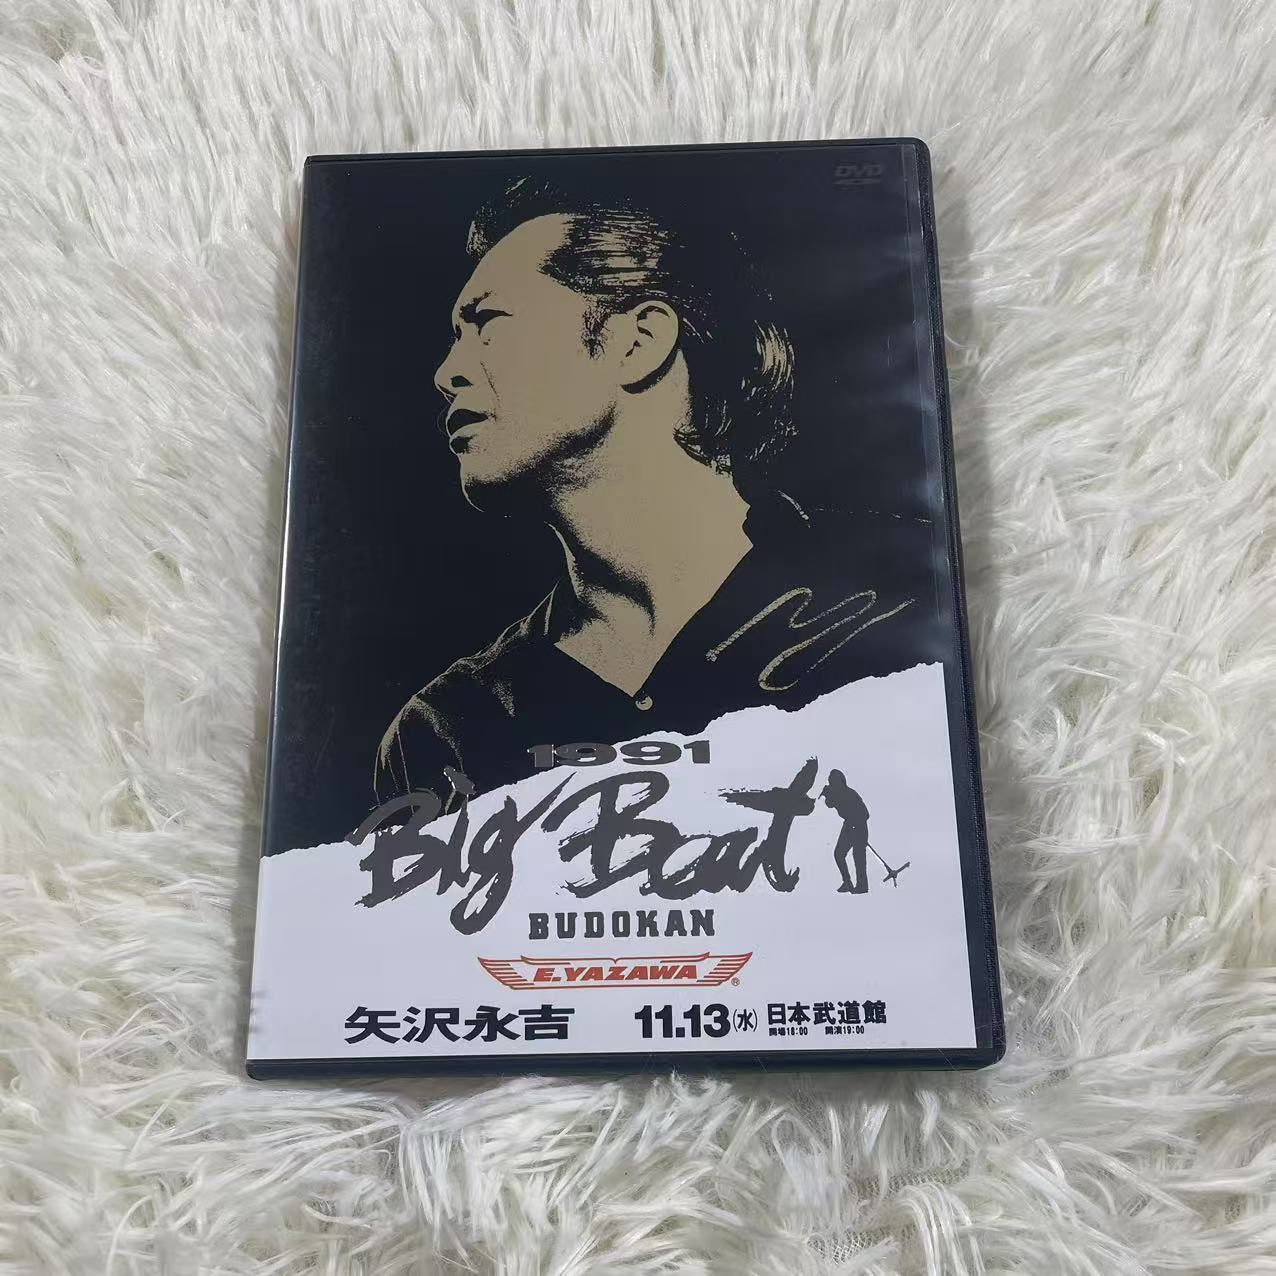 DVD
1991
Big Beat
BUDOKAN
E.YAZAWA®
矢沢永吉 11.13(水) 日本武道館
開場18:00 開演19:00